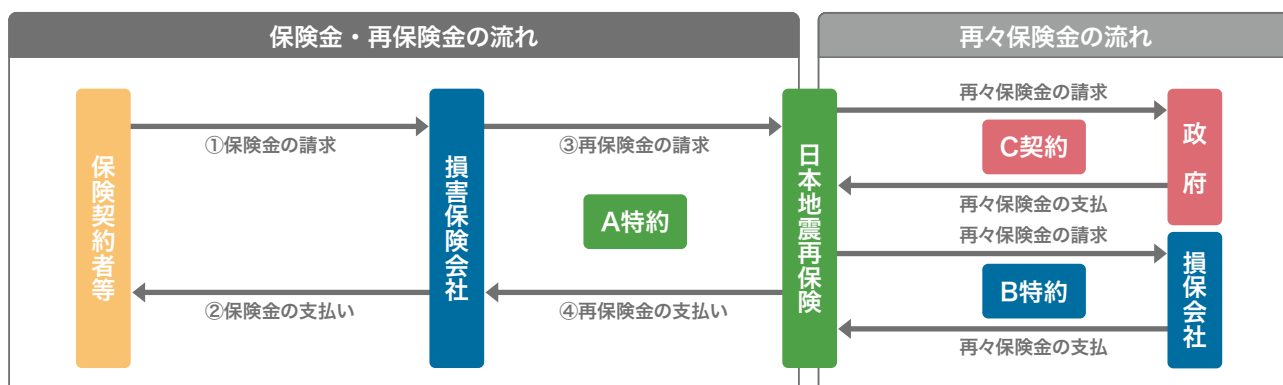 保険金・再保険金の流れ
再々保険金の流れ
保険契約者等
①保険金の請求
②保険金の支払い
損害保険会社
③再保険金の請求
A特約
④再保険金の支払い
日本地震再保険
再々保険金の請求
C契約
再々保険金の支払
政府
再々保険金の請求
B特約
再々保険金の支払
損保会社